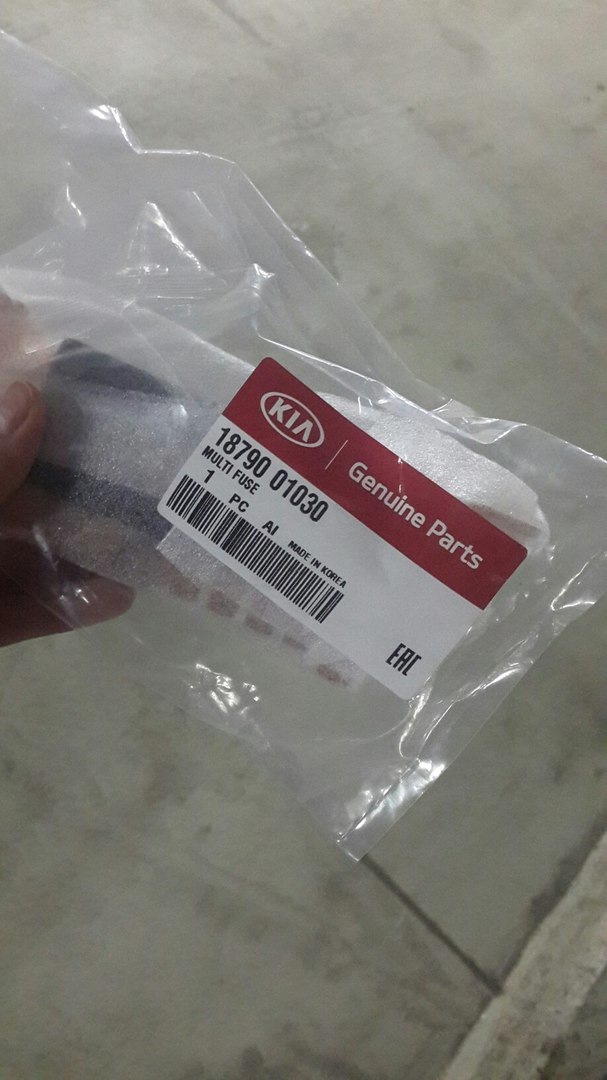 KIA
Genuine Parts
18790 01030
MULTI FUSE
1 PC AI MADE IN KOREA
EAC